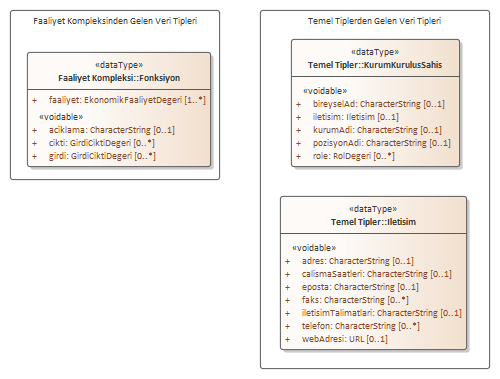 Faaliyet Kompleksinden Gelen Veri Tipleri
«dataType»
Faaliyet Kompleksi::Fonksiyon
+ faaliyet: EkonomikFaaliyetDegeri [1..*]
«voidable»
+ aciklama: CharacterString [0..1]
+ cikti: GirdiCiktiDegeri [0..*]
+ girdi: GirdiCiktiDegeri [0..*]
Temel Tiplerden Gelen Veri Tipleri
«dataType»
Temel Tipler::KurumKurulusSahis
«voidable»
+ bireyselAd: CharacterString [0..1]
+ iletisim: Iletisim [0..1]
+ kurumAdi: CharacterString [0..1]
+ pozisyonAdi: CharacterString [0..1]
+ role: RolDegeri [0..*]
«dataType»
Temel Tipler::Iletisim
«voidable»
+ adres: CharacterString [0..1]
+ calismaSaatleri: CharacterString [0..1]
+ eposta: CharacterString [0..1]
+ faks: CharacterString [0..*]
+ iletisimTalimatlari: CharacterString [0..1]
+ telefon: CharacterString [0..*]
+ webAdresi: URL [0..1]